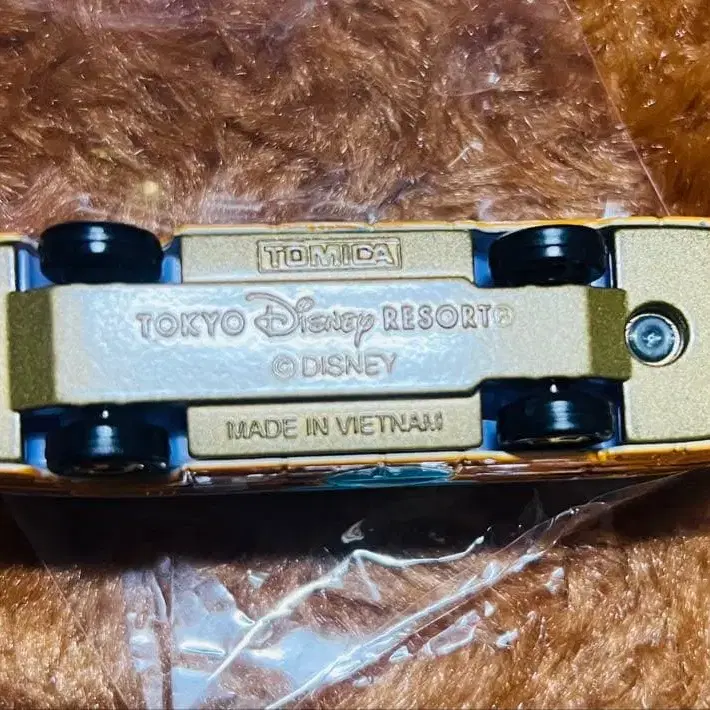 TOMICA
TOKYO Disney RESORT®
© DISNEY
MADE IN VIETNAM